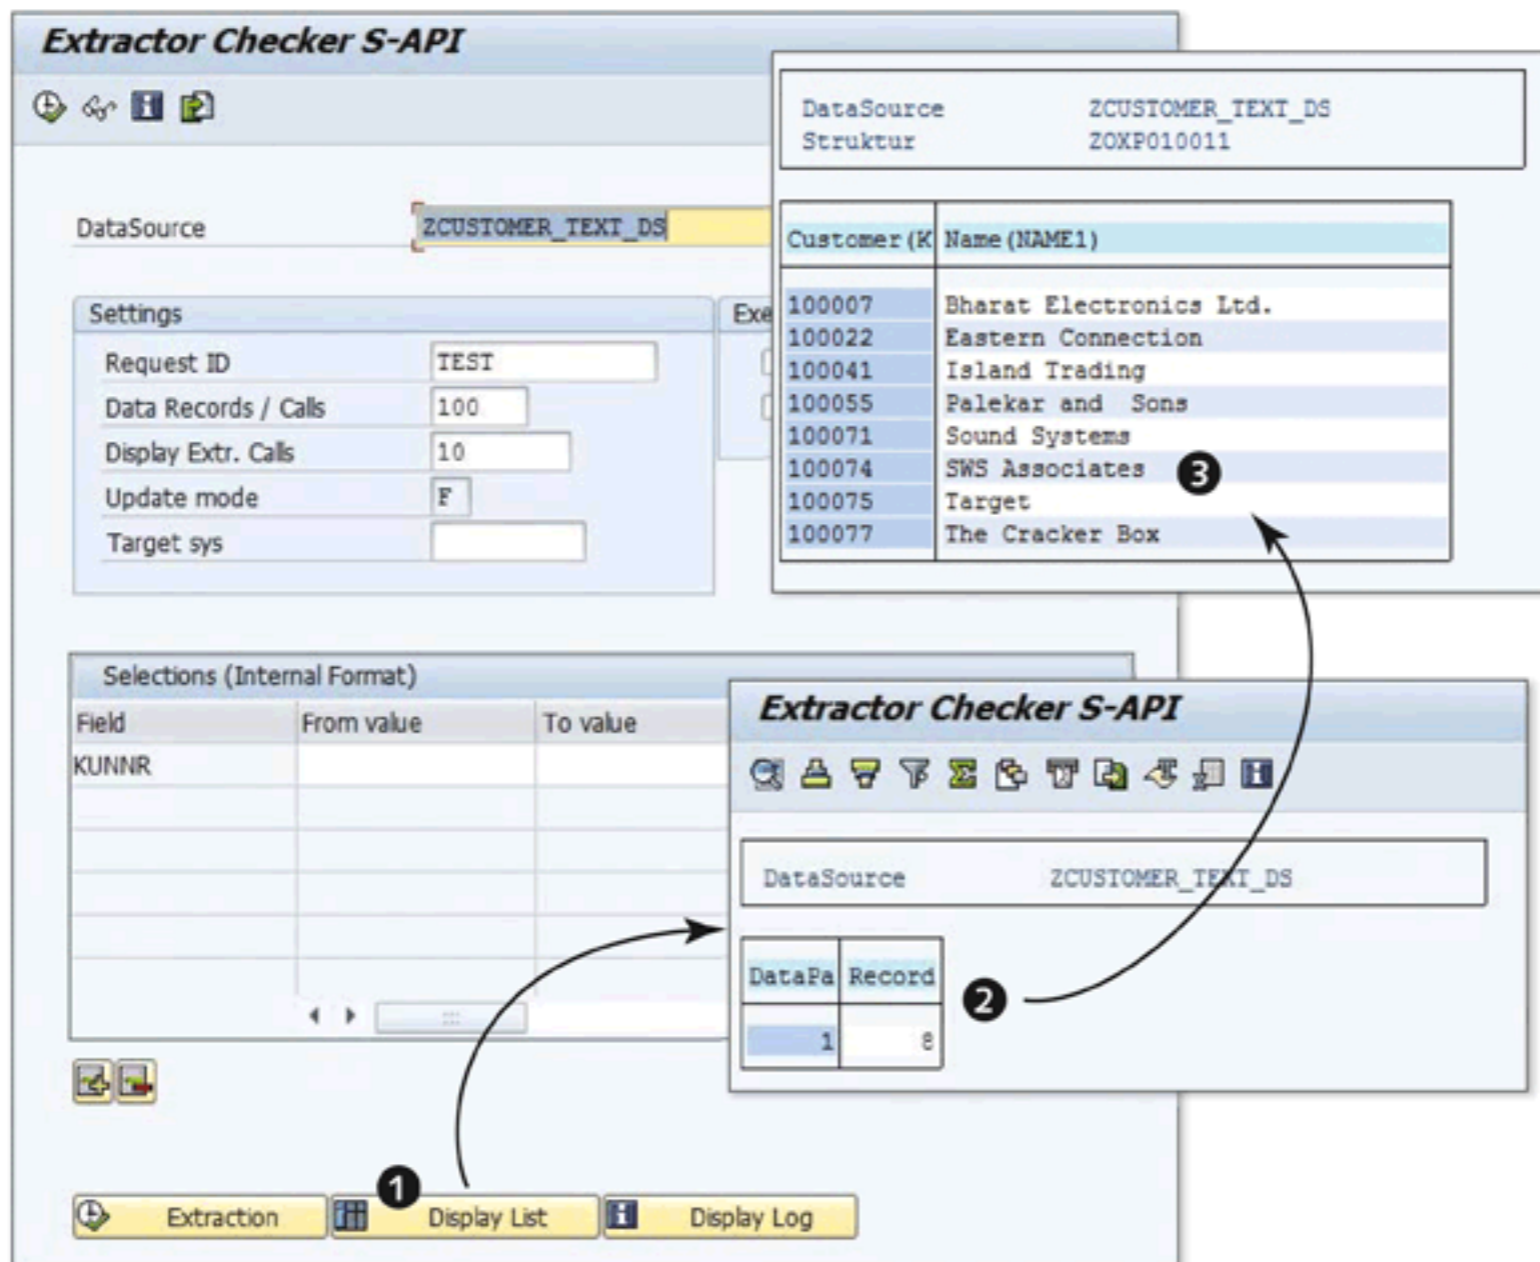 Extractor Checker S-API
DataSource ZCUSTOMER_TEXT_DS
Settings
Exe
Request ID TEST
Data Records / Calls 100
Display Extr. Calls 10
Update mode F
Target sys
Selections (Internal Format)
Field From value To value
KUNNR
1
Extraction Display List Display Log
DataSource ZCUSTOMER_TEXT_DS
Struktur ZOXP010011
Customer(K Name(NAME1)
100007 Bharat Electronics Ltd.
100022 Eastern Connection
100041 Island Trading
100055 Palekar and Sons
100071 Sound Systems
100074 SWS Associates
100075 Target
100077 The Cracker Box
3
Extractor Checker S-API
DataSource ZCUSTOMER_TEXT_DS
DataPa Record
1 8
2